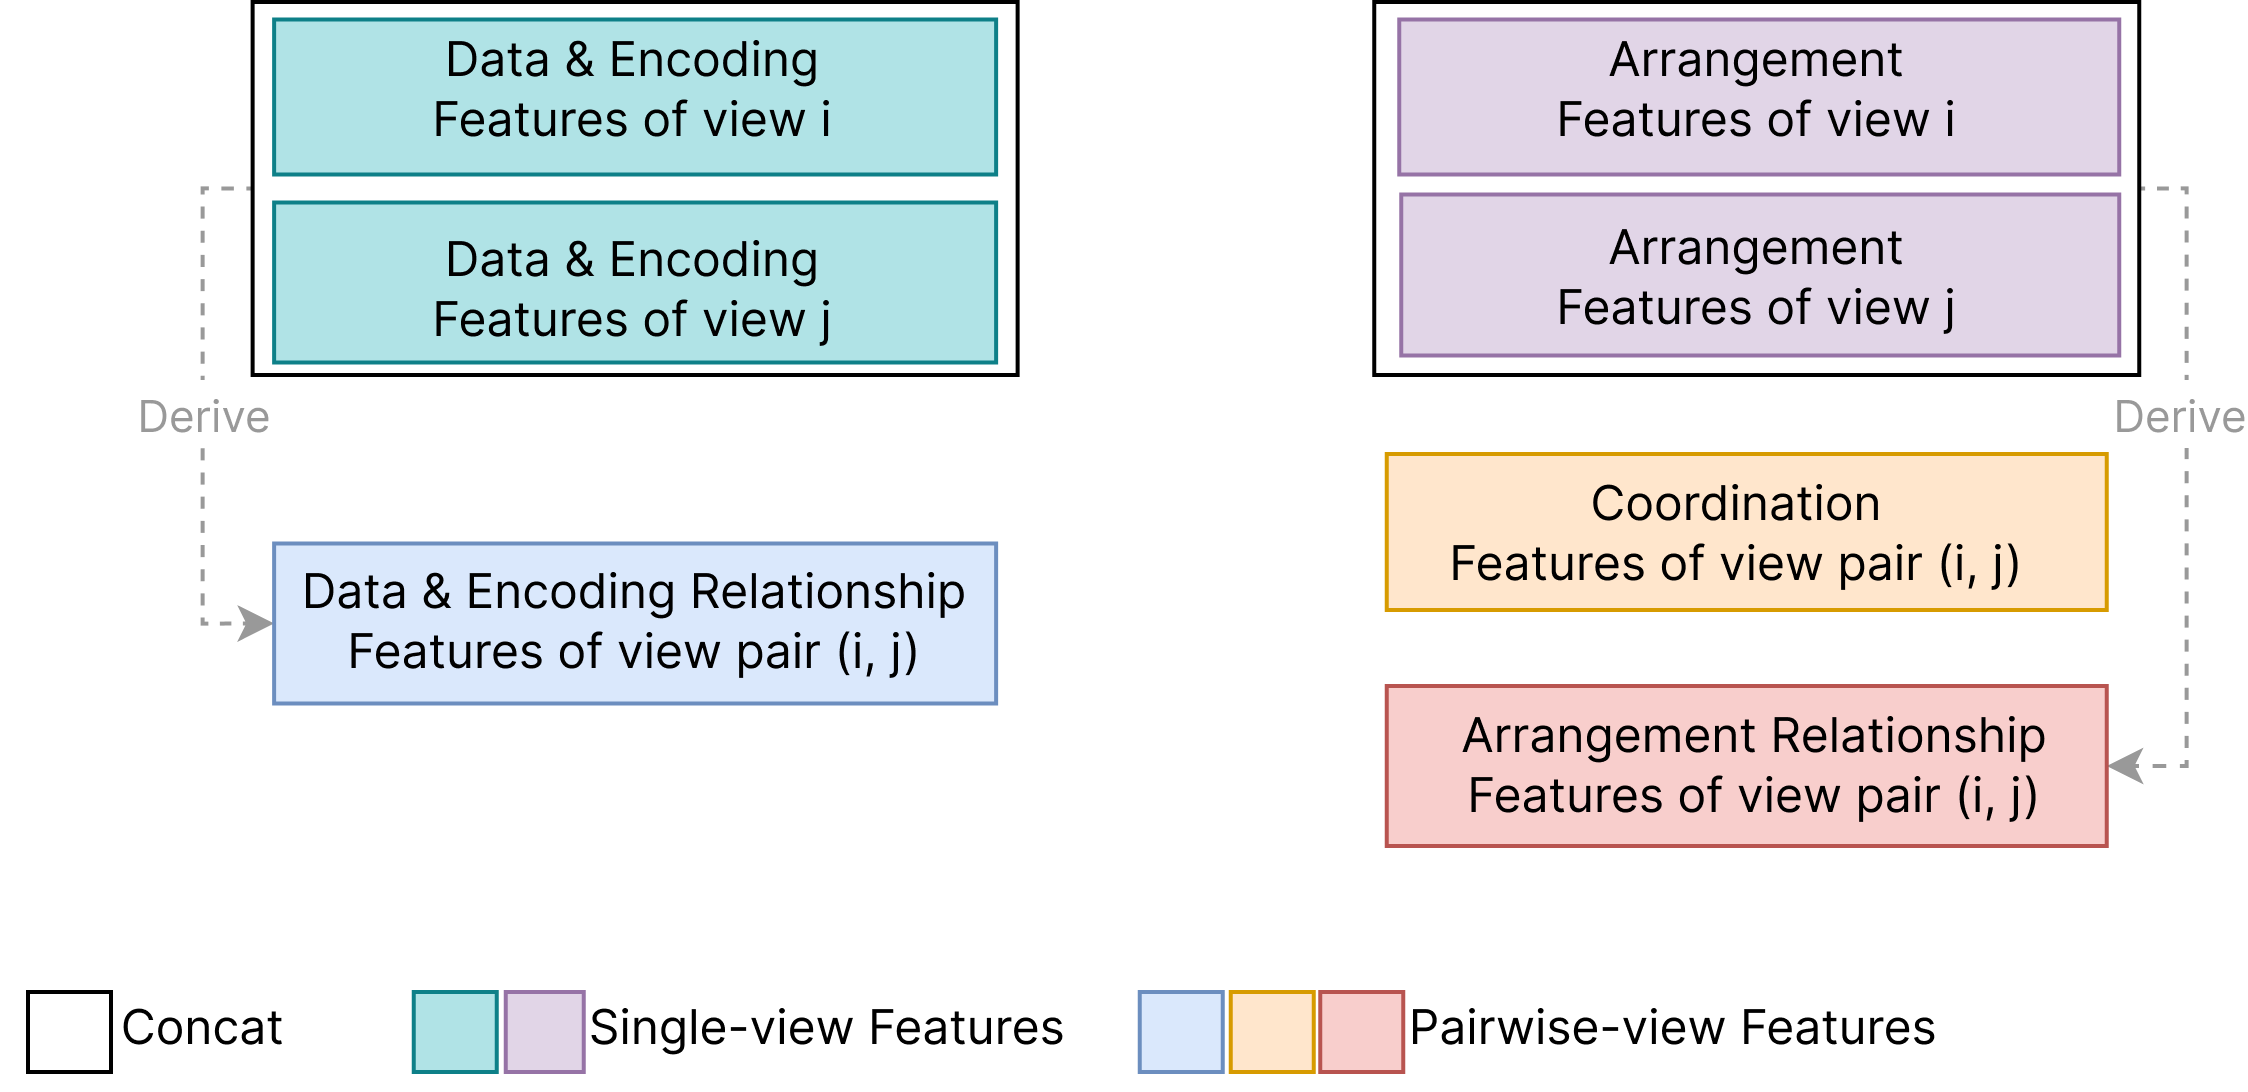 Data & Encoding
Features of view i
Data & Encoding
Features of view j
Derive
Data & Encoding Relationship
Features of view pair (i, j)
Arrangement
Features of view i
Arrangement
Features of view j
Derive
Coordination
Features of view pair (i, j)
Arrangement Relationship
Features of view pair (i, j)
Concat
Single-view Features
Pairwise-view Features